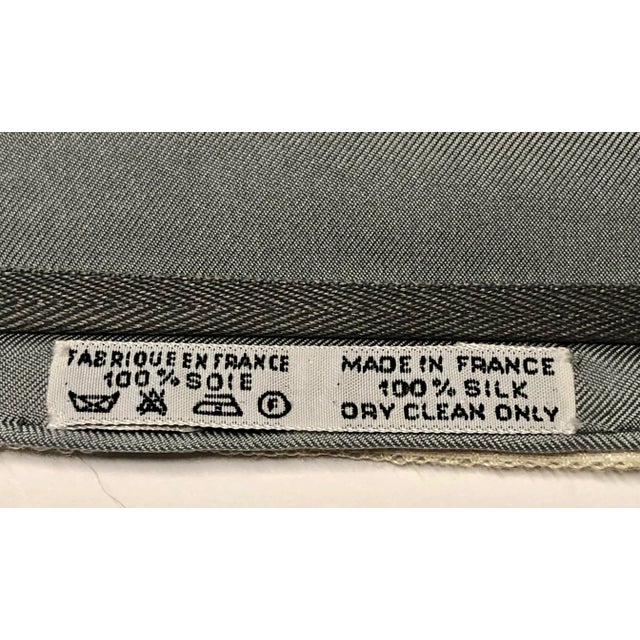 FABRIQUE EN FRANCE
100% SOIE
F
MADE IN FRANCE
100% SILK
DRY CLEAN ONLY